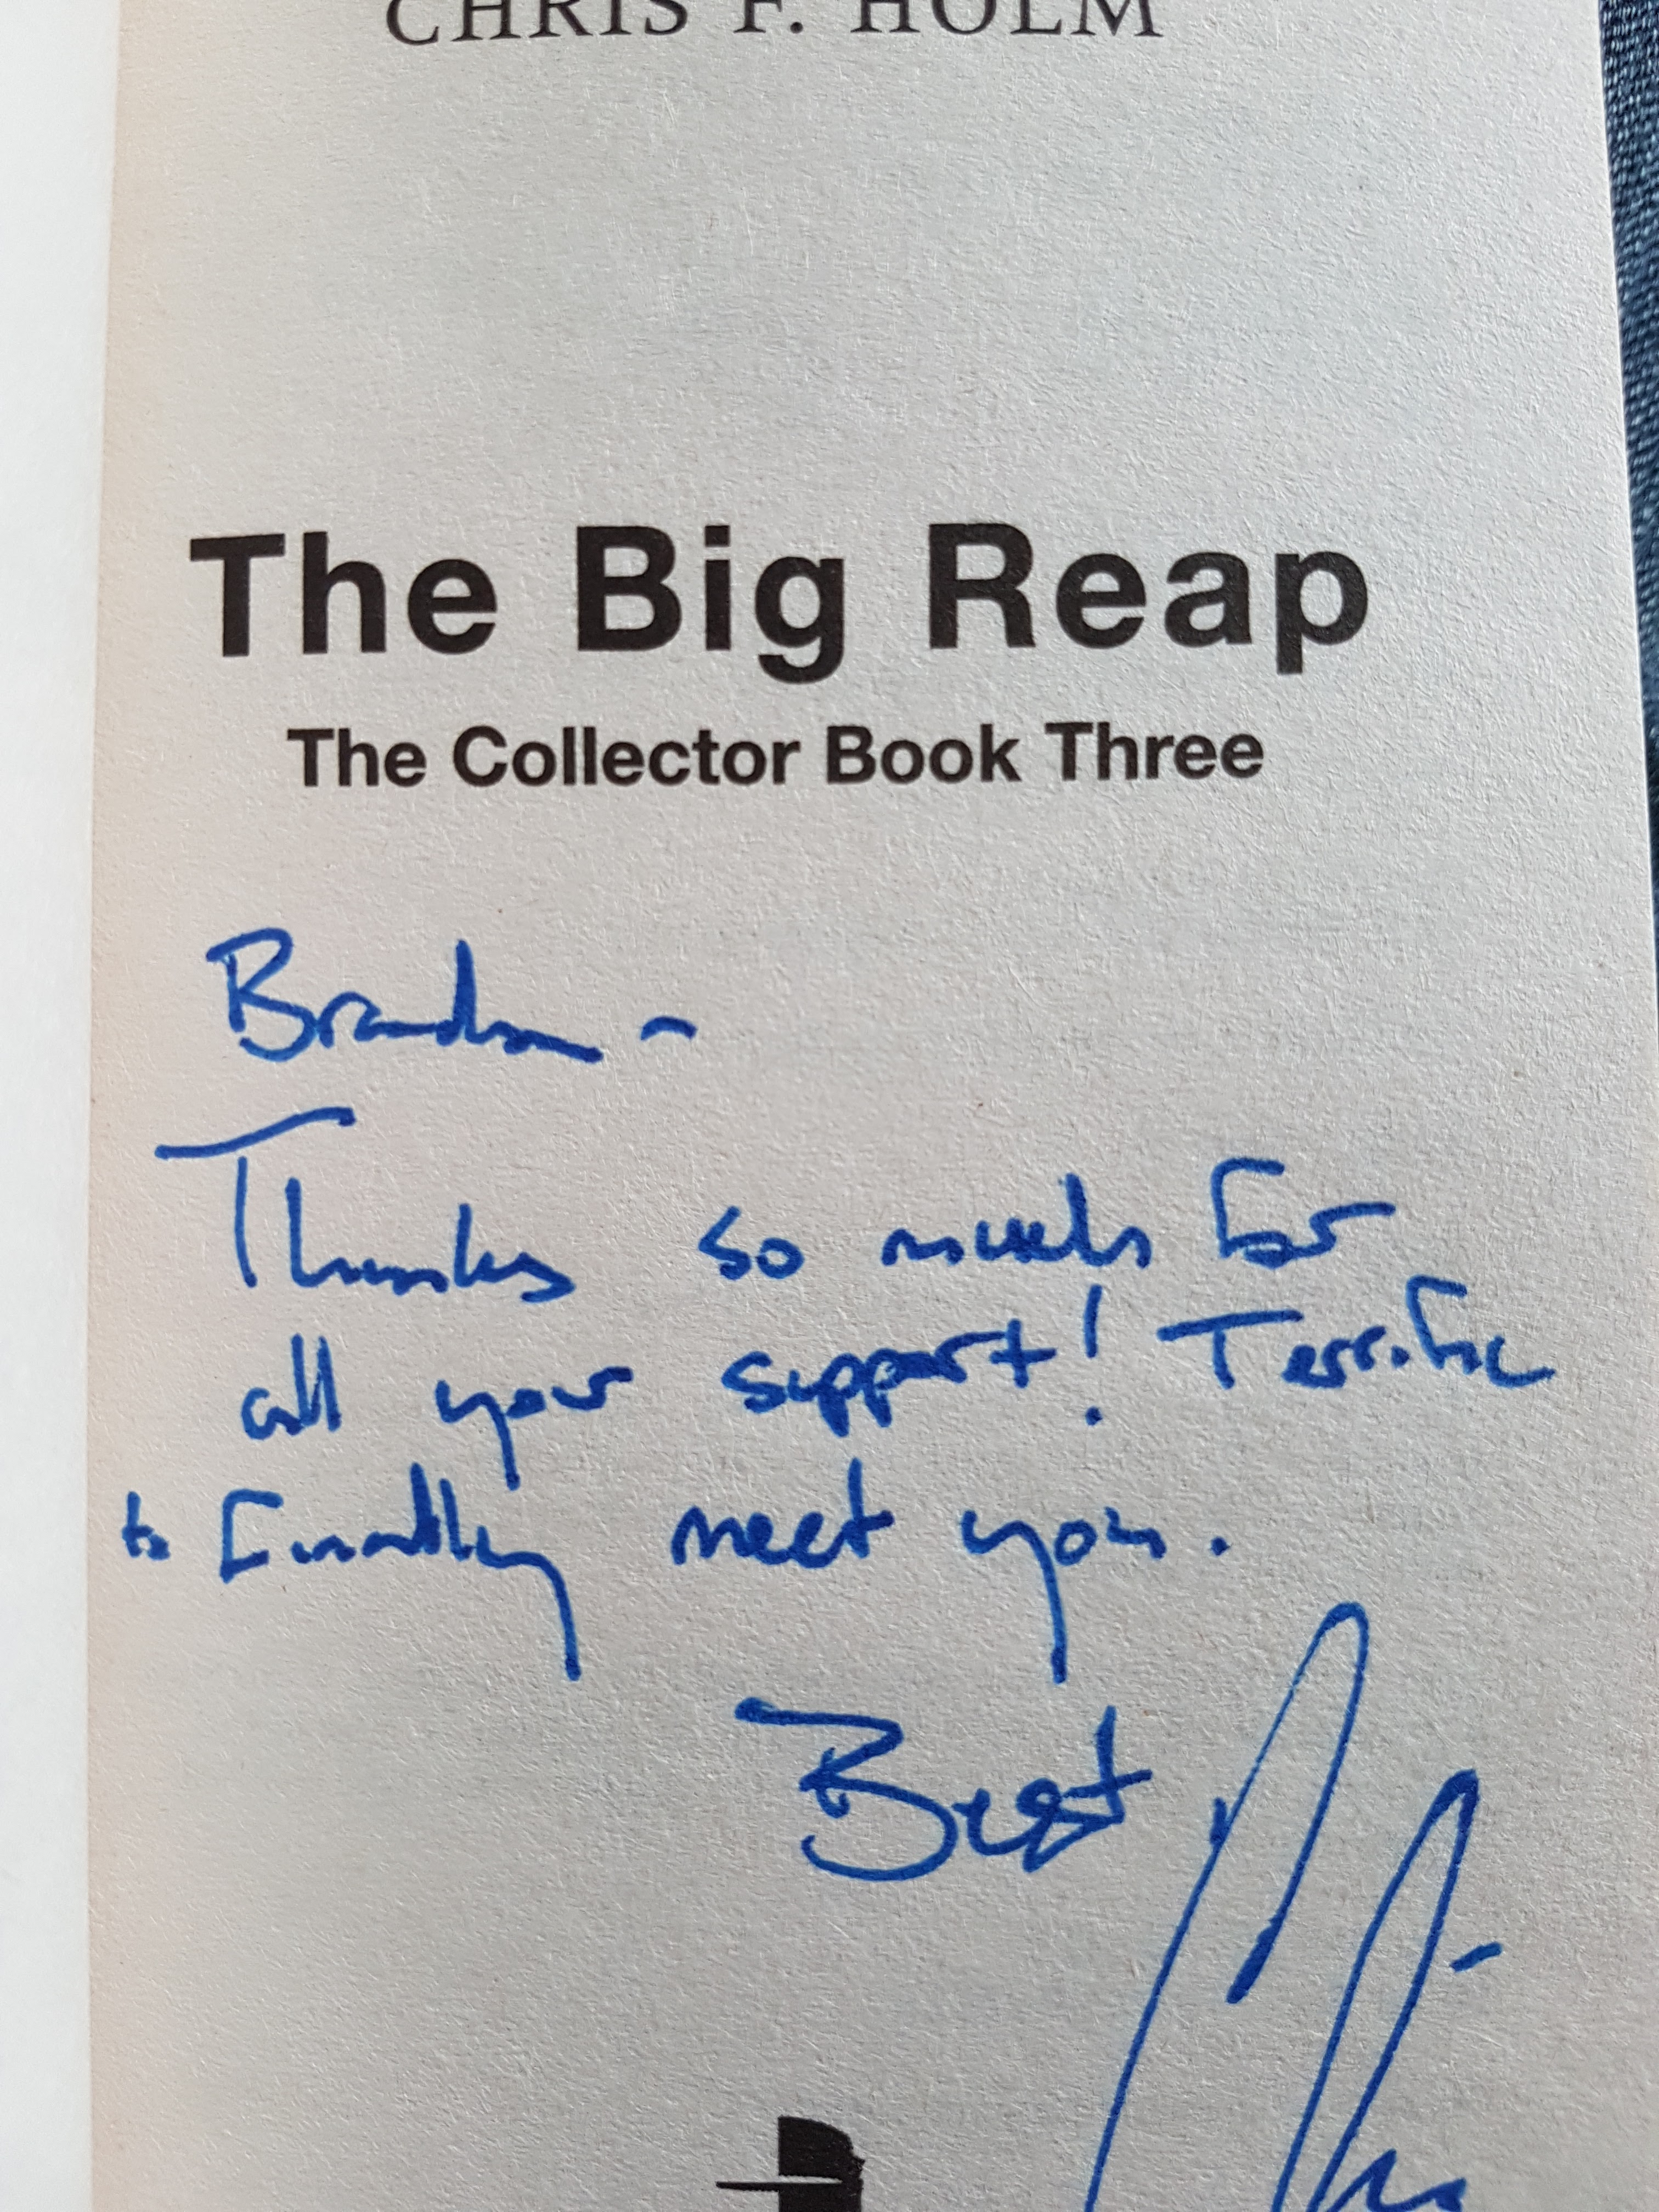 CHRIS F. HOLM
The Big Reap
The Collector Book Three
Brandon -
Thanks so much for
all your support! Terrific
to finally meet you.
Best